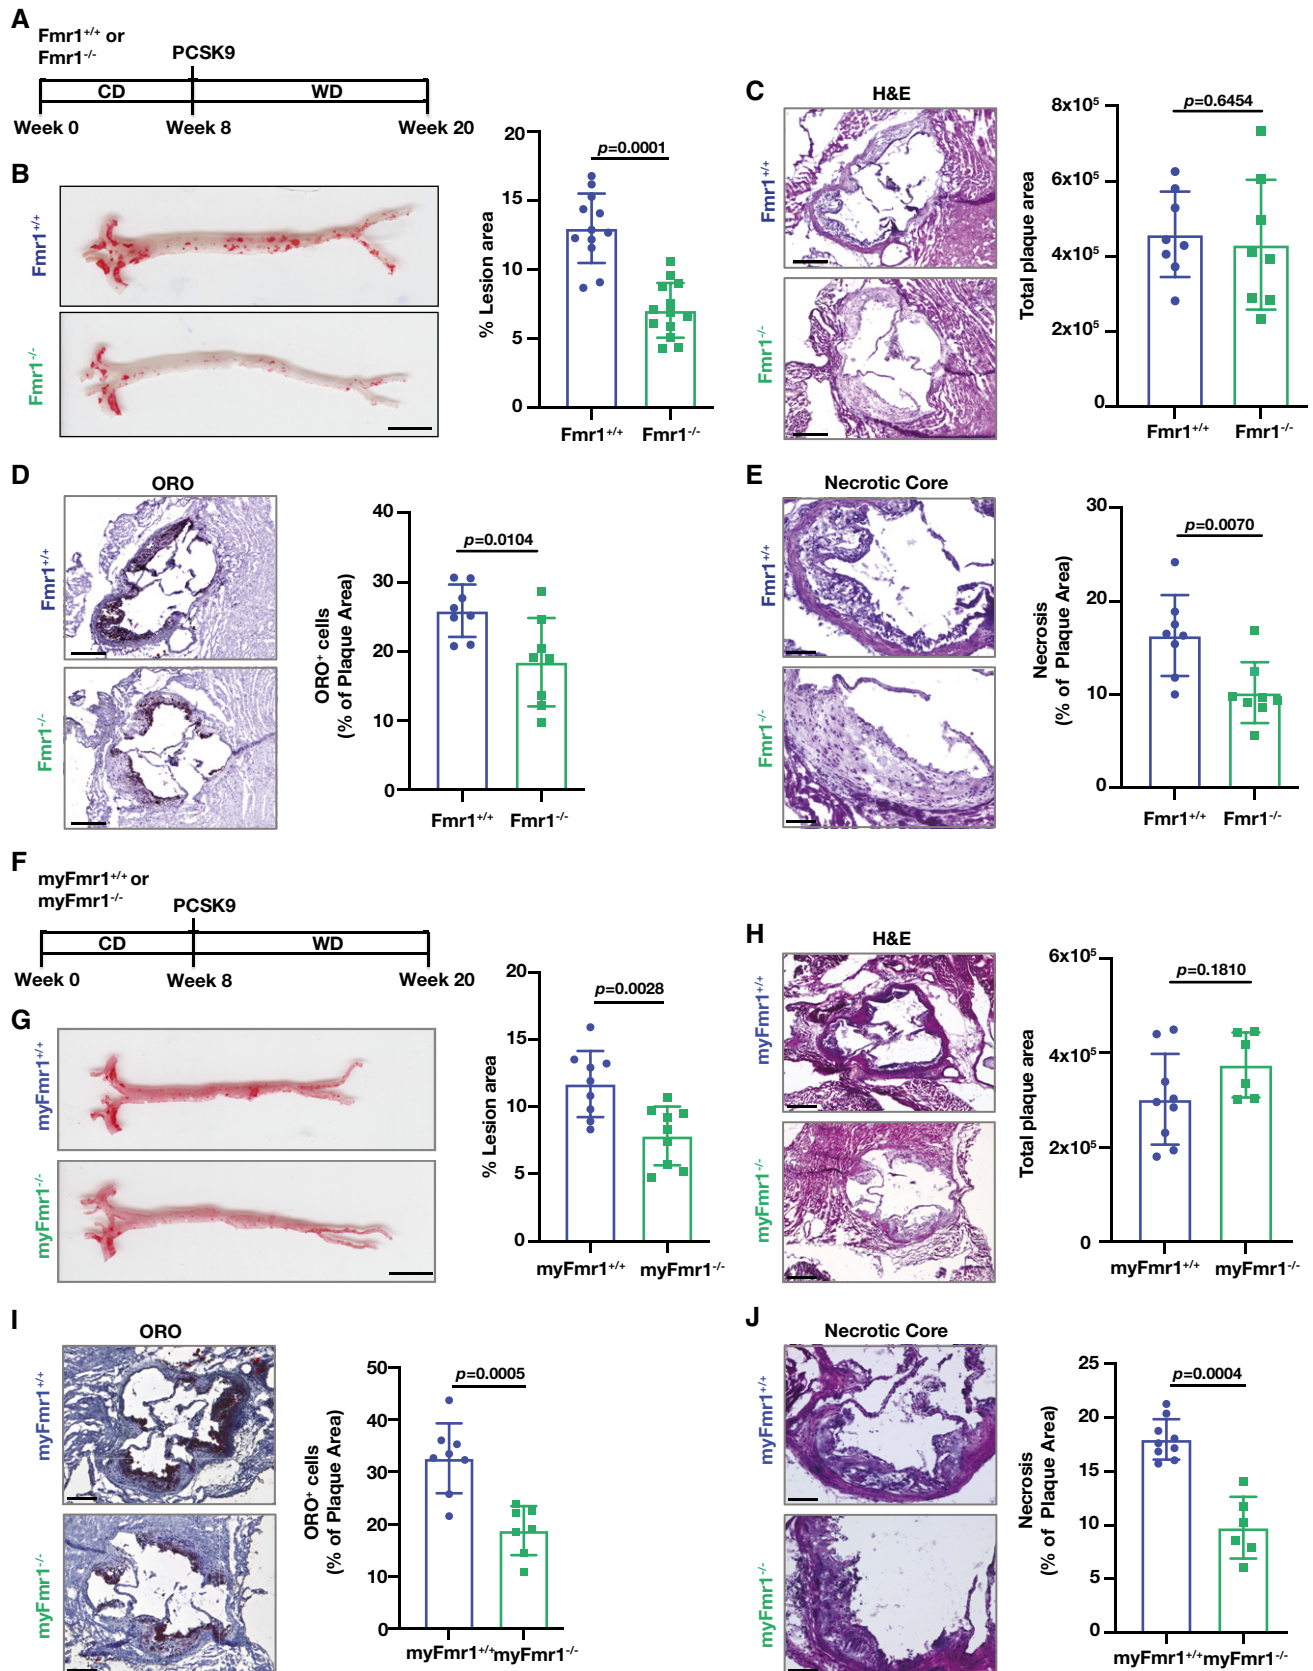 A
Fmr1+/+ or
Fmr1-/-
PCSK9
CD
WD
Week 0
Week 8
Week 20
B
Fmr1+/+
Fmr1-/-
% Lesion area
20
15
10
5
0
p=0.0001
Fmr1+/+
Fmr1-/-
C
H&E
Fmr1+/+
Fmr1-/-
Total plaque area
8x10⁵
6x10⁵
4x10⁵
2x10⁵
0
p=0.6454
Fmr1+/+
Fmr1-/-
D
ORO
Fmr1+/+
Fmr1-/-
ORO+ cells
(% of Plaque Area)
40
30
20
10
0
p=0.0104
Fmr1+/+
Fmr1-/-
E
Necrotic Core
Fmr1+/+
Fmr1-/-
Necrosis
(% of Plaque Area)
30
20
10
0
p=0.0070
Fmr1+/+
Fmr1-/-
F
myFmr1+/+ or
myFmr1-/-
PCSK9
CD
WD
Week 0
Week 8
Week 20
G
myFmr1+/+
myFmr1-/-
% Lesion area
20
15
10
5
0
p=0.0028
myFmr1+/+
myFmr1-/-
H
H&E
myFmr1+/+
myFmr1-/-
Total plaque area
6x10⁵
4x10⁵
2x10⁵
0
p=0.1810
myFmr1+/+
myFmr1-/-
I
ORO
myFmr1+/+
myFmr1-/-
ORO+ cells
(% of Plaque Area)
50
40
30
20
10
0
p=0.0005
myFmr1+/+
myFmr1-/-
J
Necrotic Core
myFmr1+/+
myFmr1-/-
Necrosis
(% of Plaque Area)
25
20
15
10
5
0
p=0.0004
myFmr1+/+
myFmr1-/-